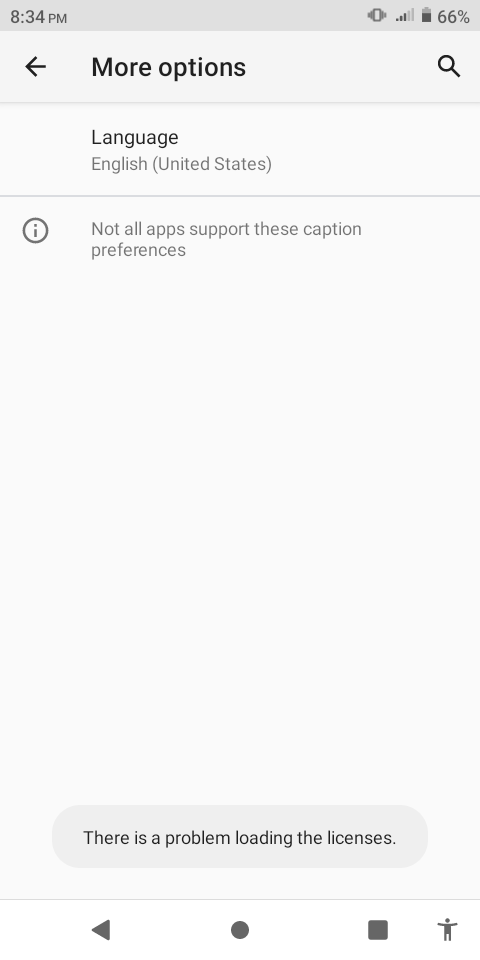 8:34 PM 66%
More options
Language
English (United States)
Not all apps support these caption
preferences
There is a problem loading the licenses.